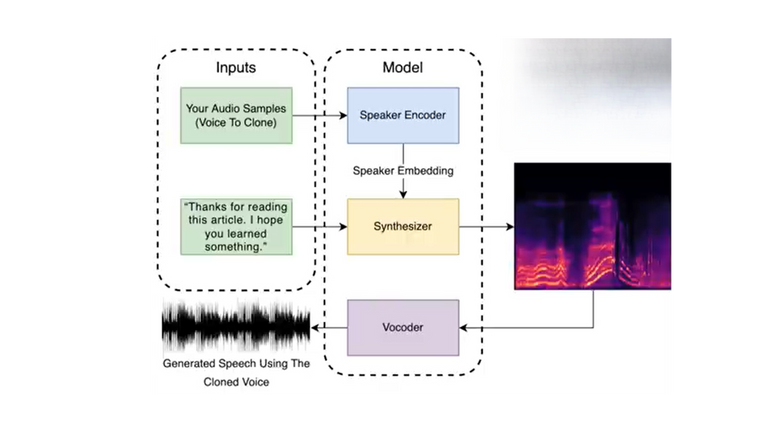 Inputs
Model
Your Audio Samples
(Voice To Clone)
Speaker Encoder
Speaker Embedding
“Thanks for reading
this article. I hope
you learned
something.”
Synthesizer
Vocoder
Generated Speech Using The
Cloned Voice